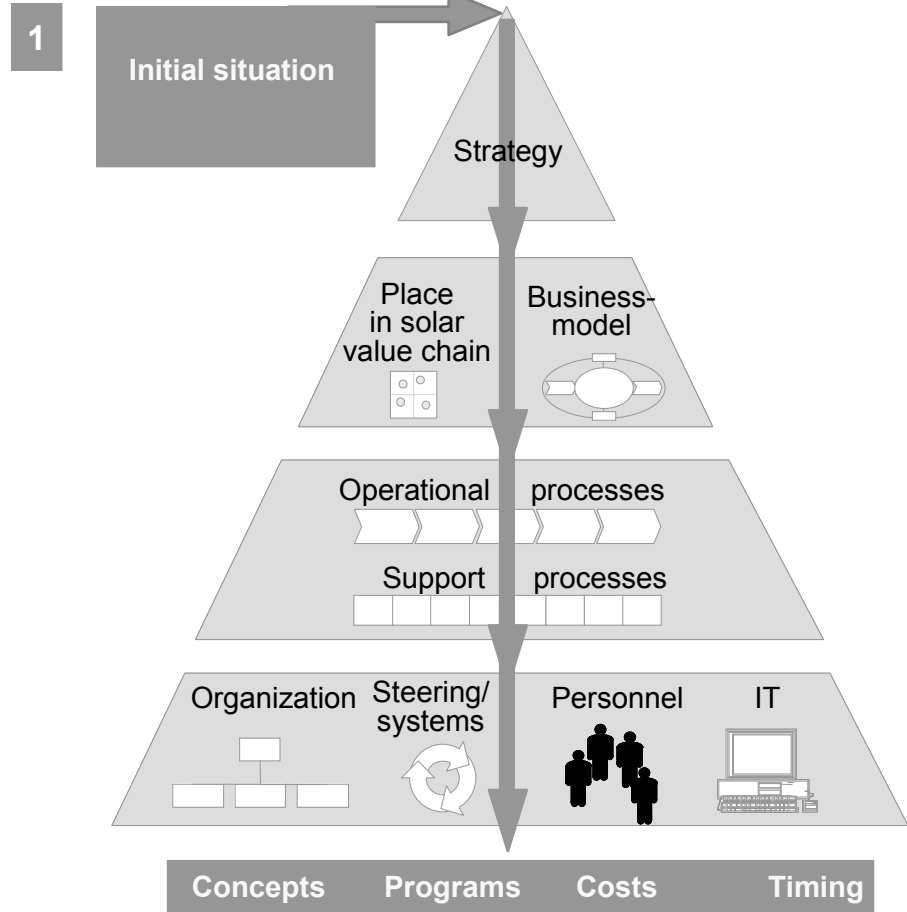 1
Initial situation
Strategy
Place
in solar
value chain
Business-
model
Operational processes
Support processes
Organization
Steering/
systems
Personnel
IT
Concepts Programs Costs Timing